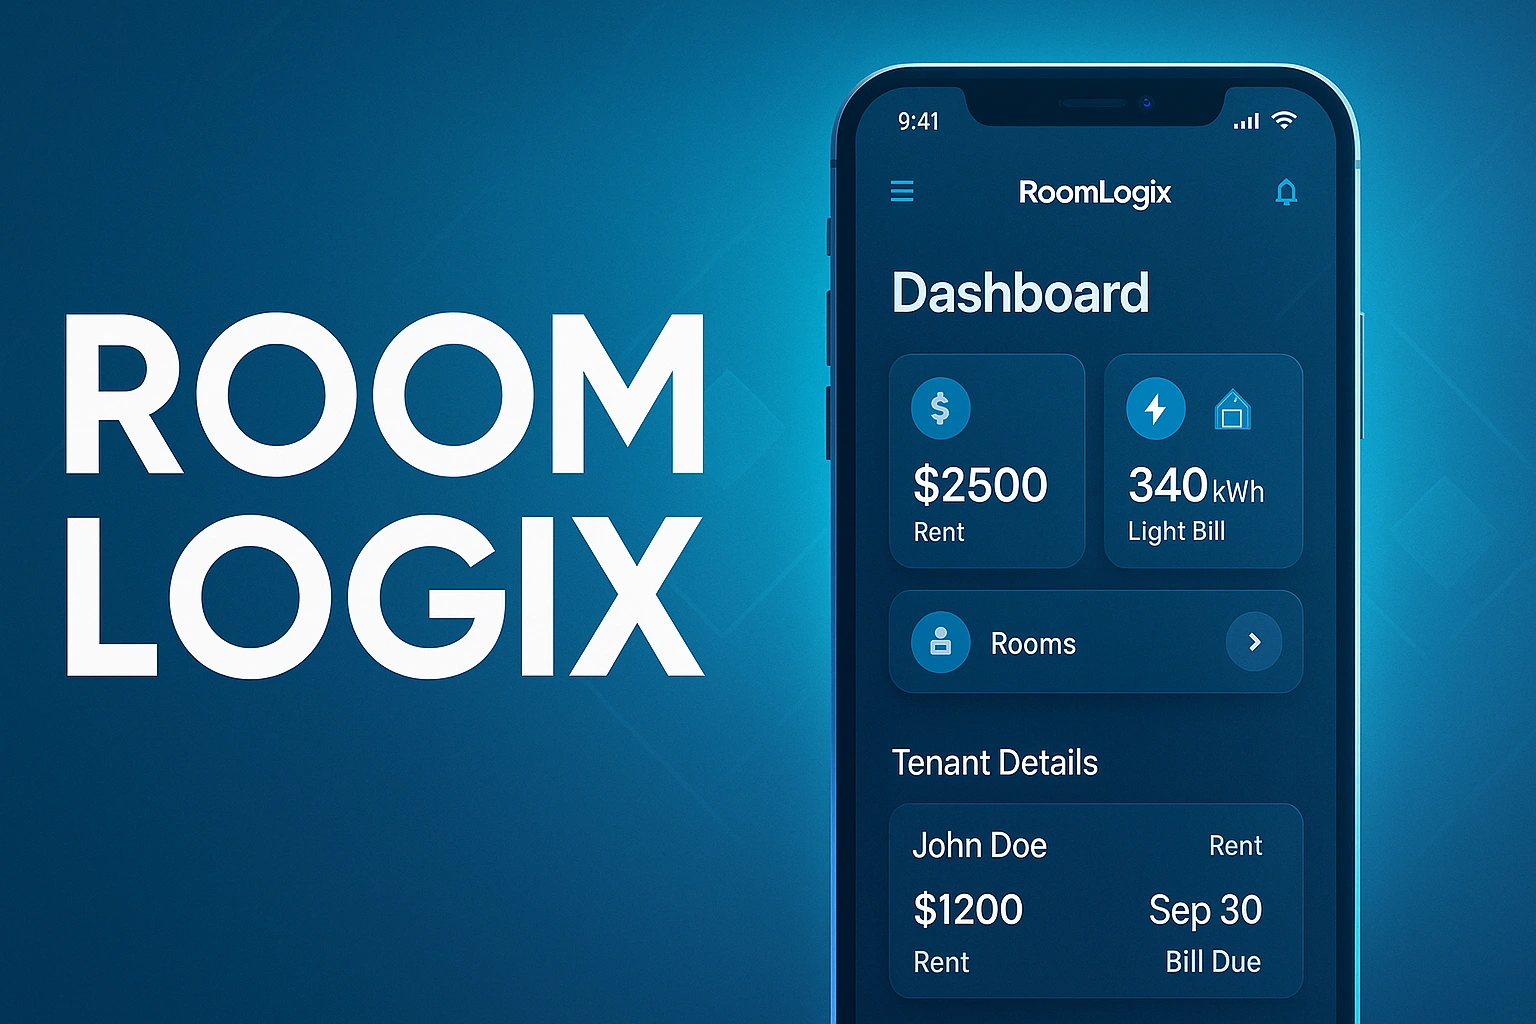 ROOM
LOGIX
9:41
RoomLogix
Dashboard
$
$2500
Rent
340 kWh
Light Bill
Rooms
Tenant Details
John Doe
Rent
$1200
Sep 30
Rent
Bill Due